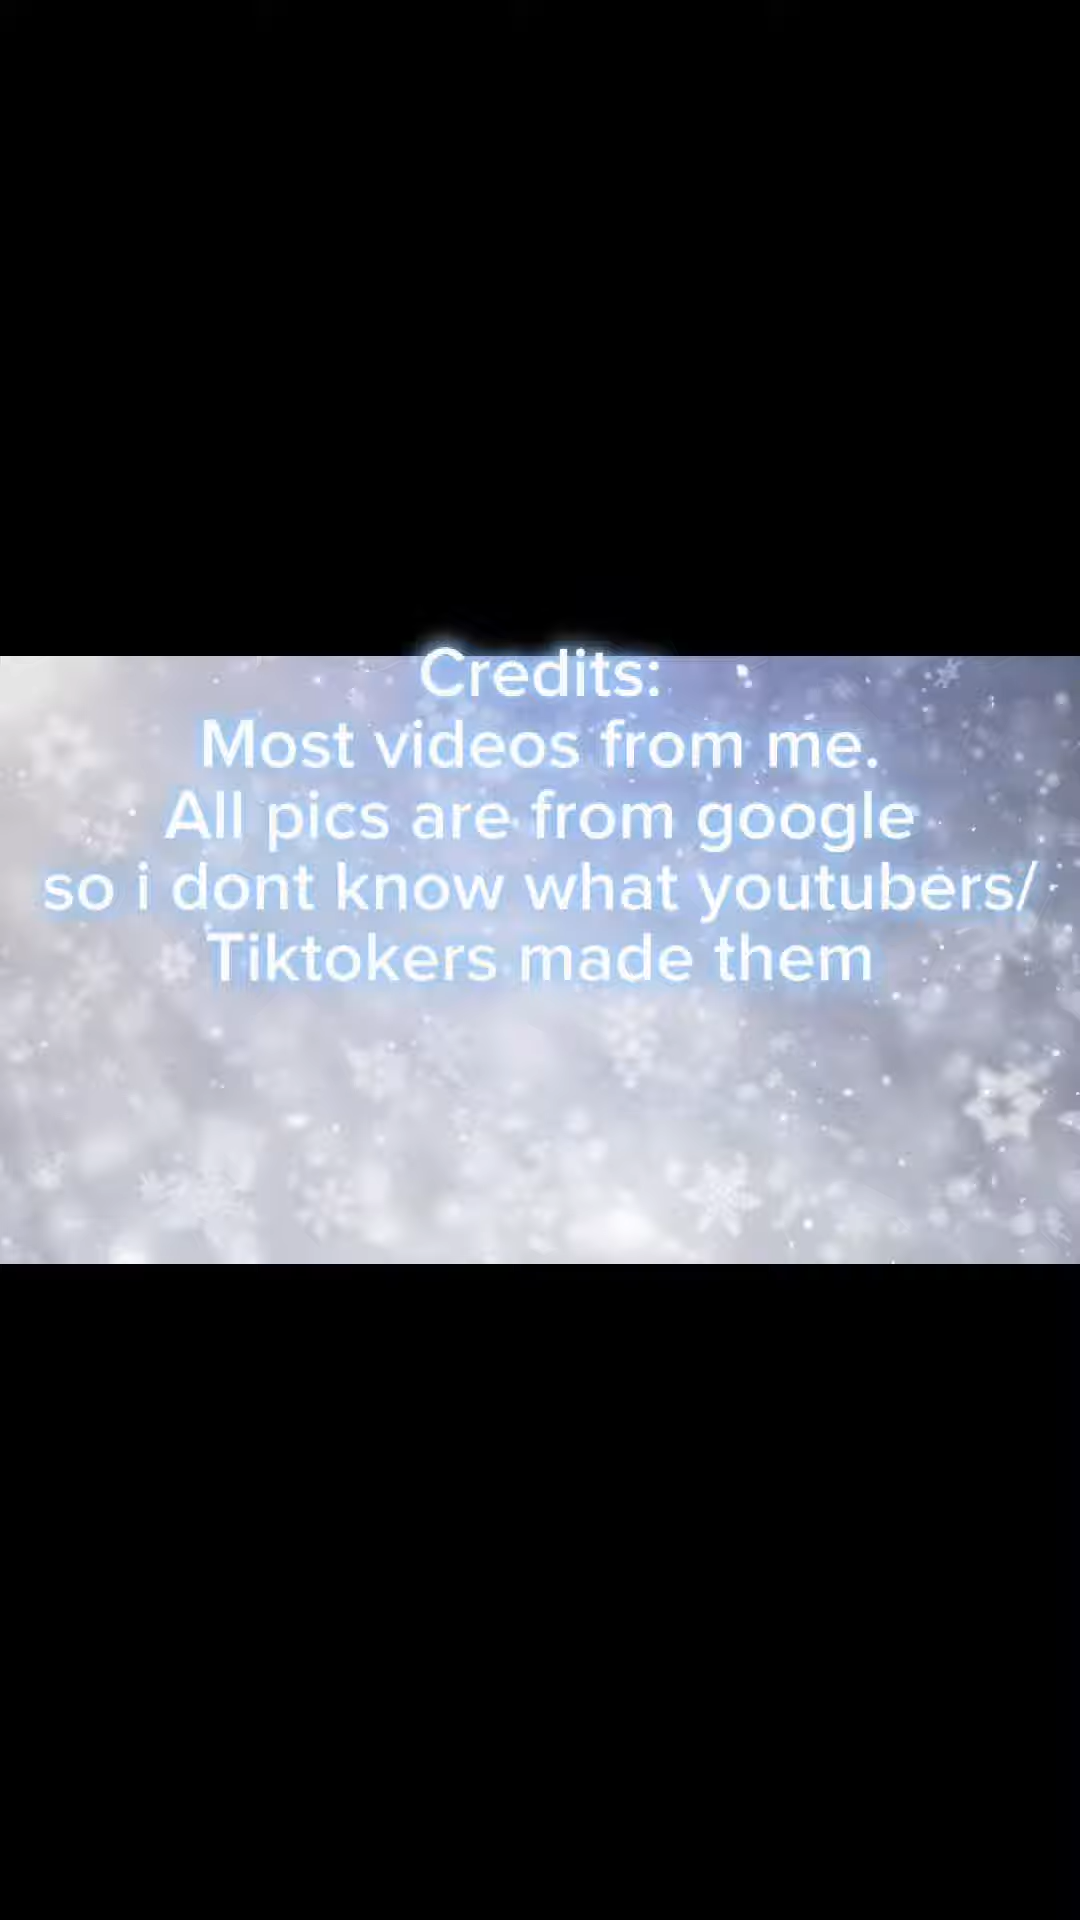 Credits:
Most videos from me.
All pics are from google
so i dont know what youtubers/
Tiktokers made them